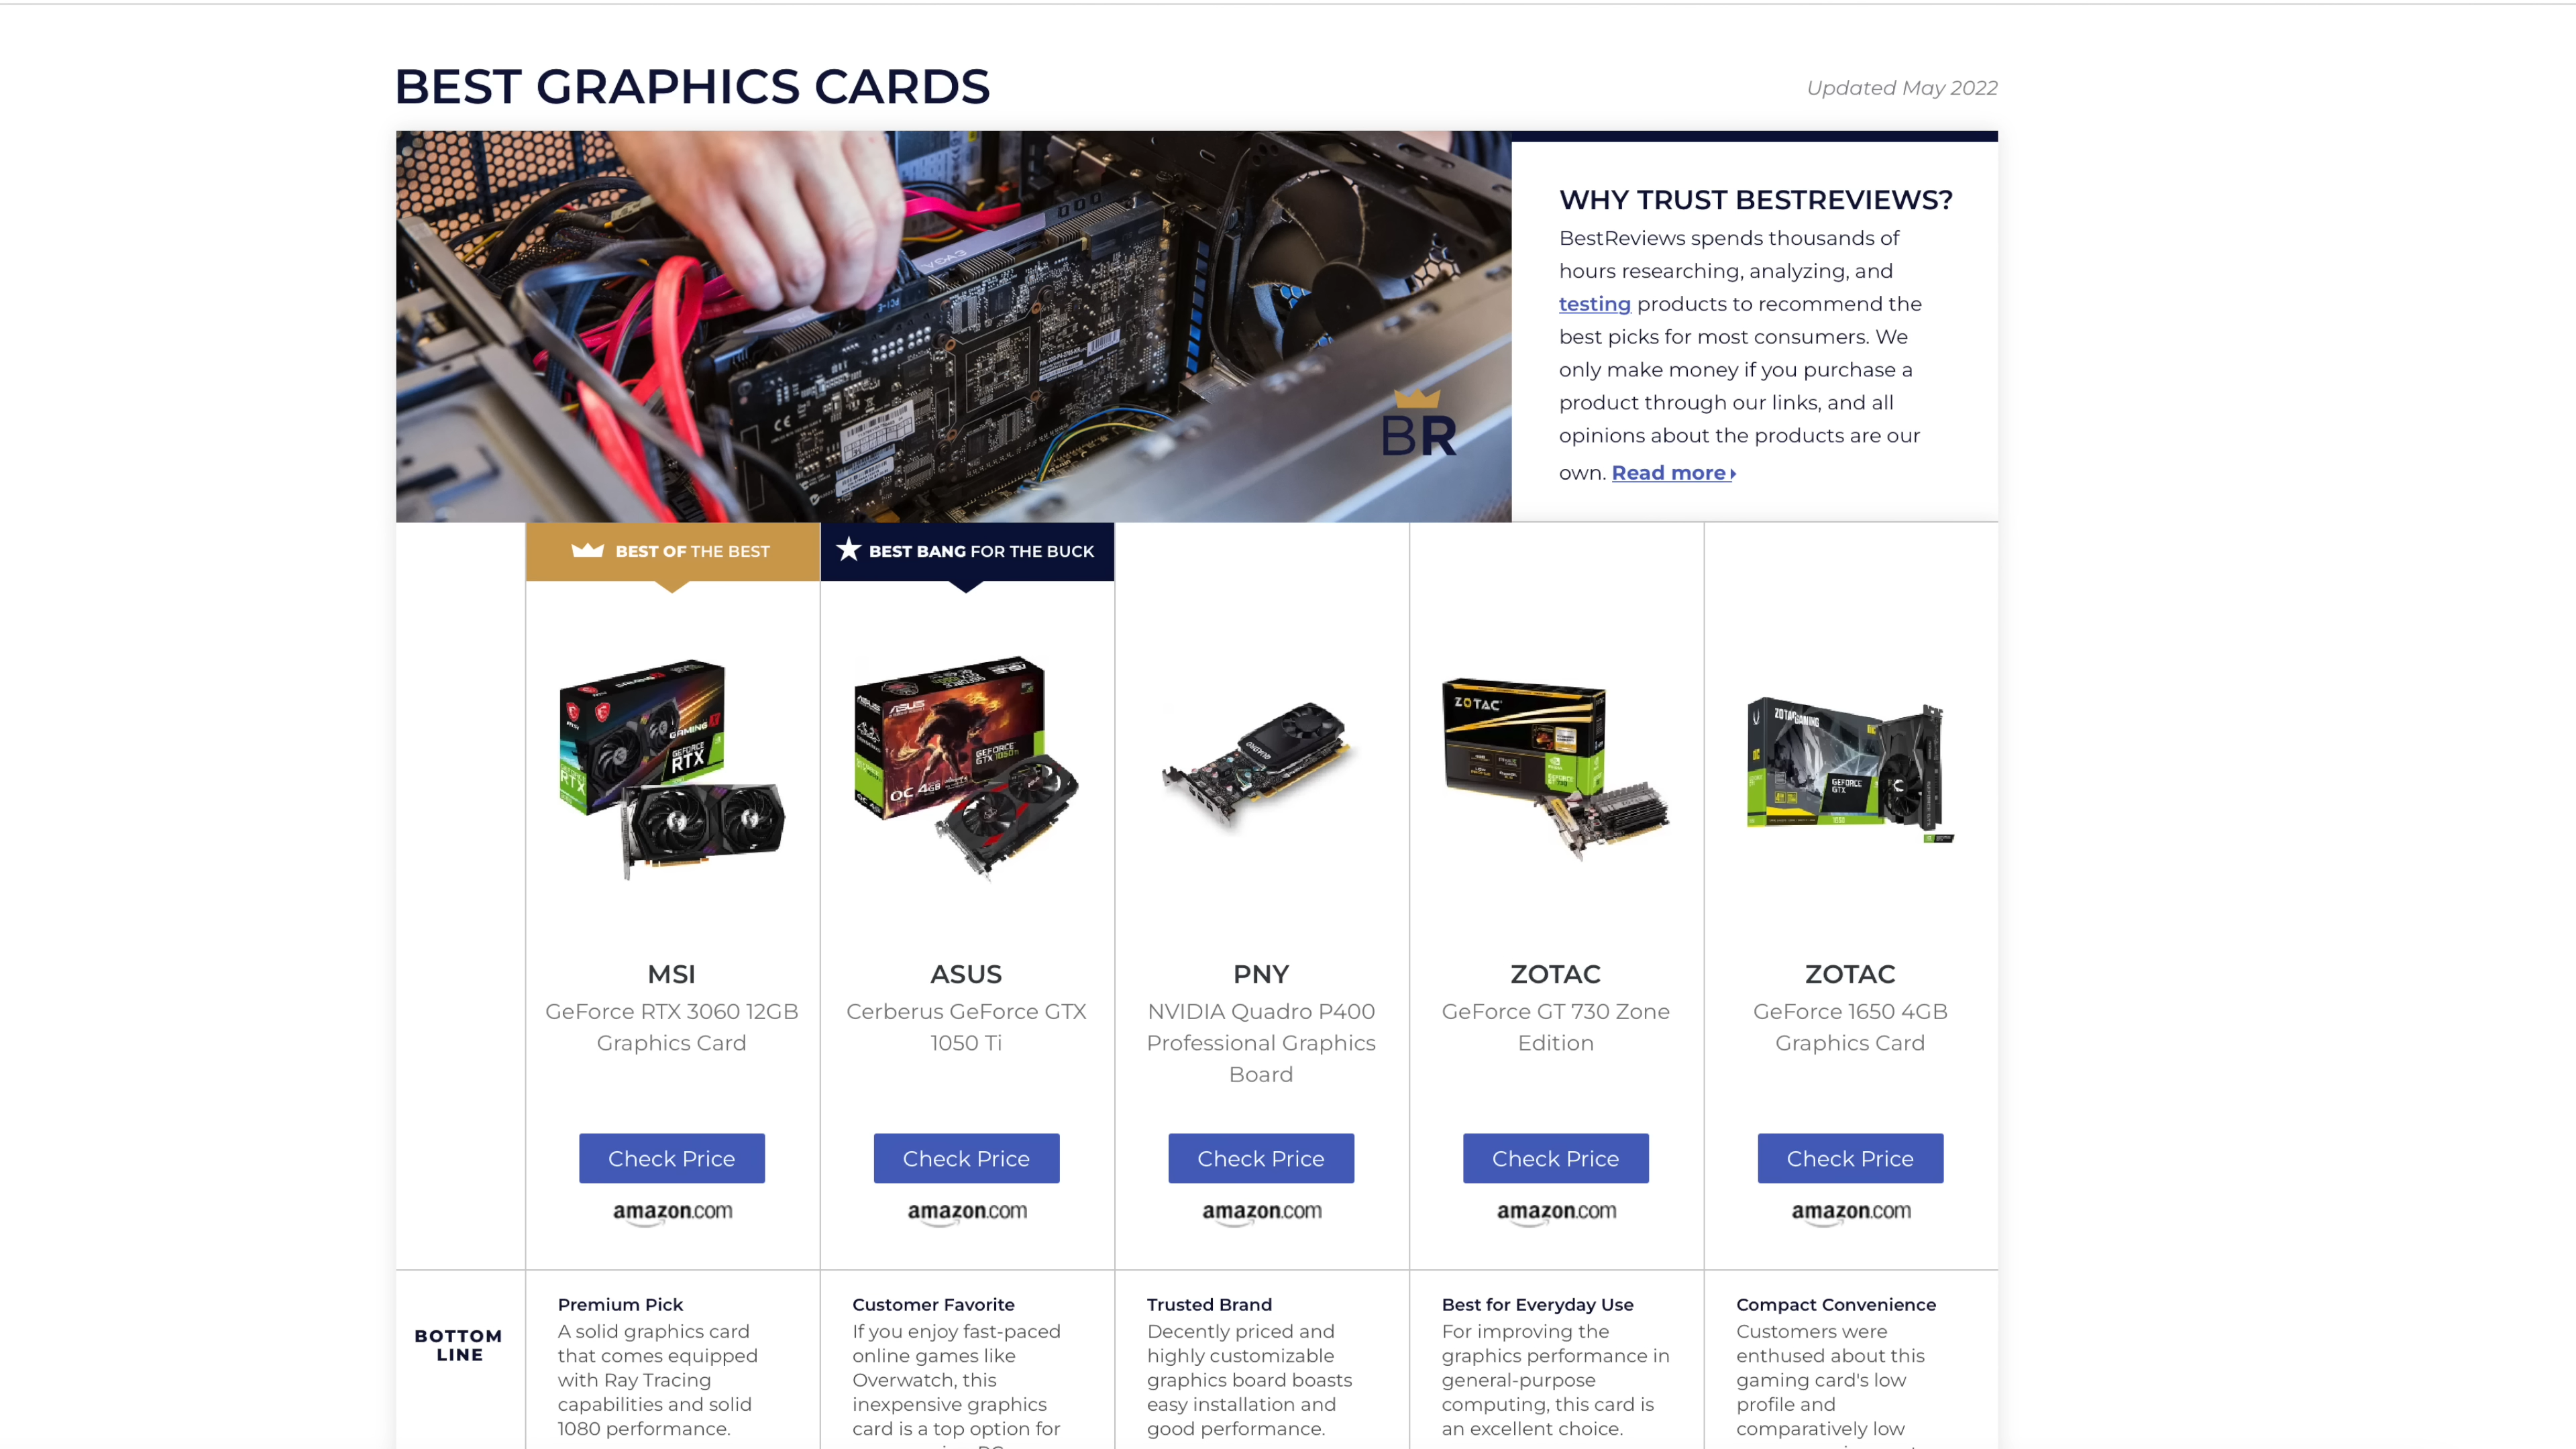 BEST GRAPHICS CARDS
Updated May 2022
WHY TRUST BESTREVIEWS?
BestReviews spends thousands of
hours researching, analyzing, and
testing products to recommend the
best picks for most consumers. We
only make money if you purchase a
product through our links, and all
opinions about the products are our
own. Read more
BR
BEST OF THE BEST
BEST BANG FOR THE BUCK
MSI
GeForce RTX 3060 12GB
Graphics Card
Check Price
amazon.com
ASUS
Cerberus GeForce GTX
1050 Ti
Check Price
amazon.com
PNY
NVIDIA Quadro P400
Professional Graphics
Board
Check Price
amazon.com
ZOTAC
GeForce GT 730 Zone
Edition
Check Price
amazon.com
ZOTAC
GeForce 1650 4GB
Graphics Card
Check Price
amazon.com
BOTTOM
LINE
Premium Pick
A solid graphics card
that comes equipped
with Ray Tracing
capabilities and solid
1080 performance.
Customer Favorite
If you enjoy fast-paced
online games like
Overwatch, this
inexpensive graphics
card is a top option for
Trusted Brand
Decently priced and
highly customizable
graphics board boasts
easy installation and
good performance.
Best for Everyday Use
For improving the
graphics performance in
general-purpose
computing, this card is
an excellent choice.
Compact Convenience
Customers were
enthused about this
gaming card's low
profile and
comparatively low